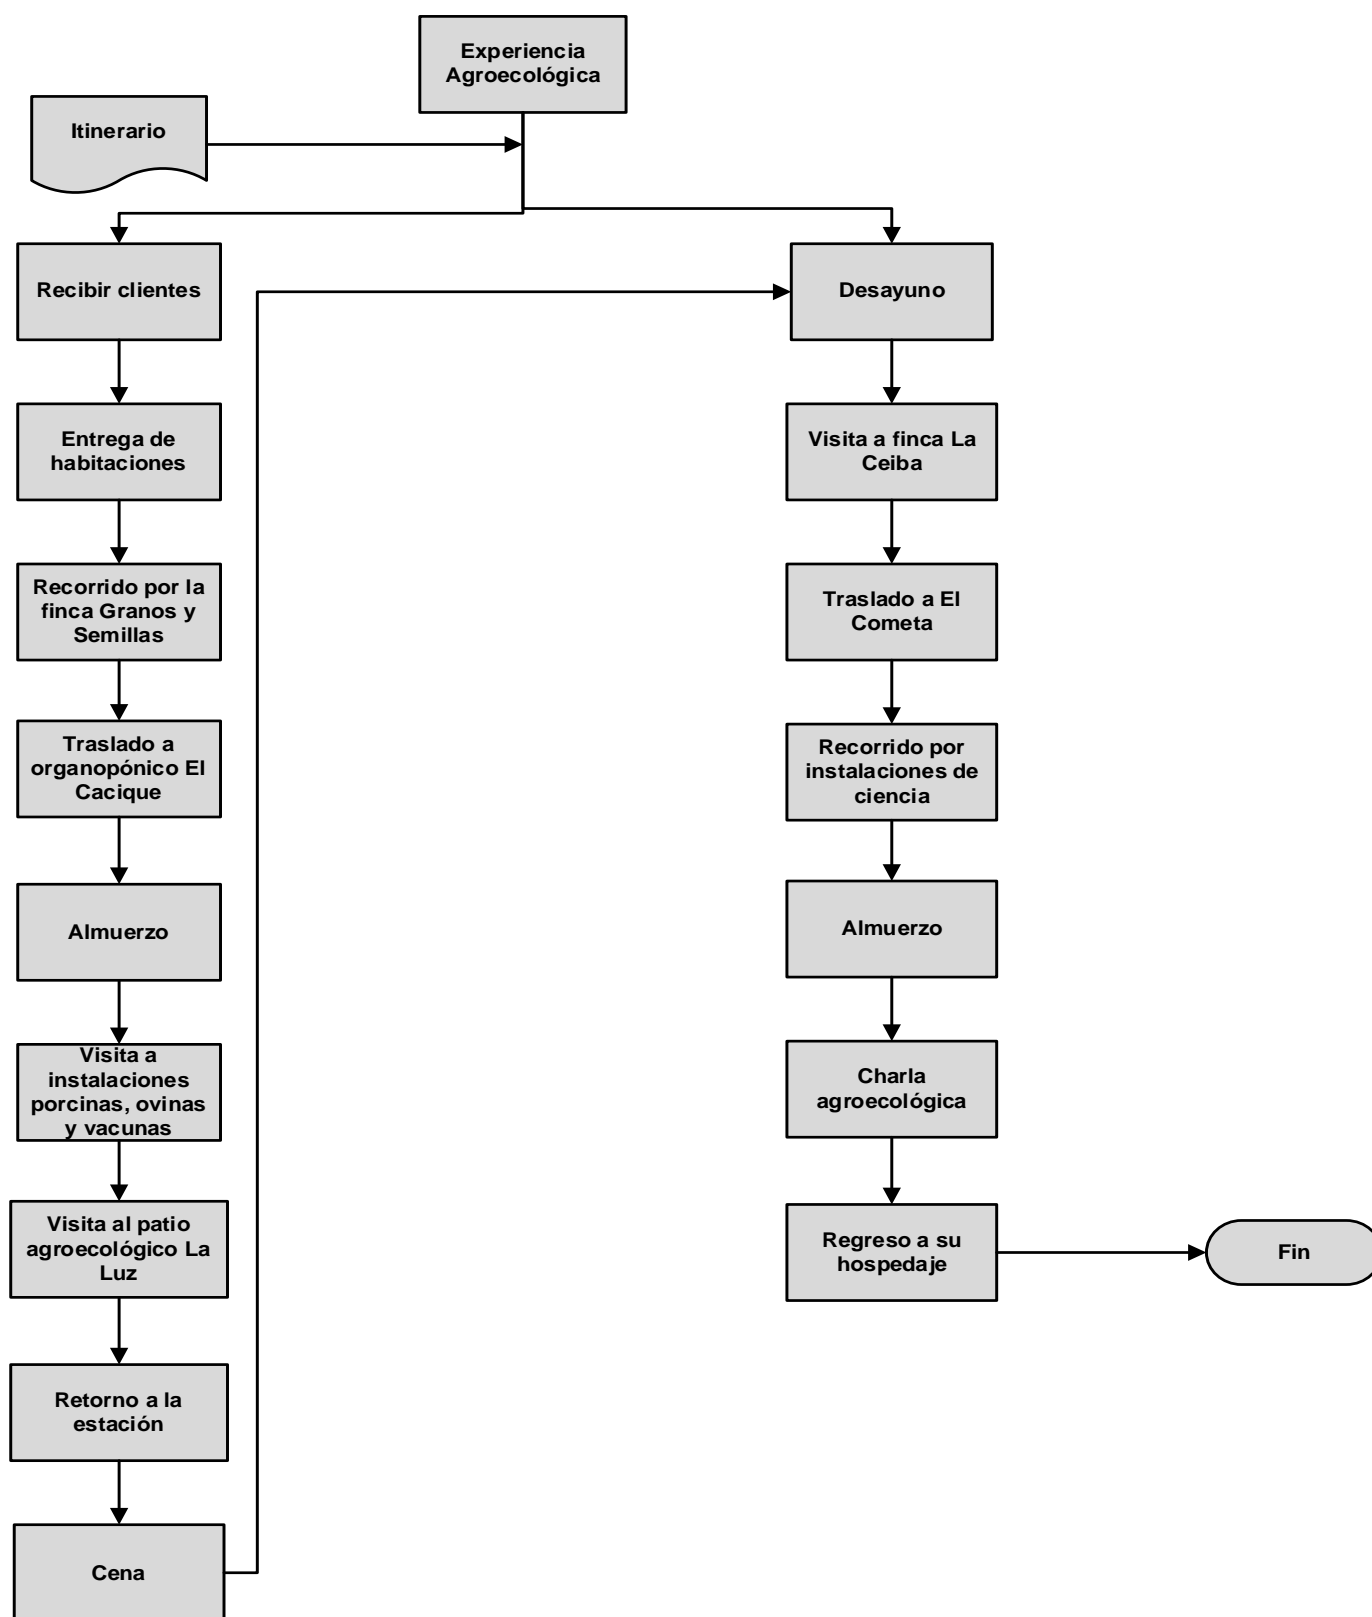 Experiencia
Agroecológica
Itinerario
Recibir clientes
Entrega de
habitaciones
Recorrido por la
finca Granos y
Semillas
Traslado a
organopónico El
Cacique
Almuerzo
Visita a
instalaciones
porcinas, ovinas
y vacunas
Visita al patio
agroecológico La
Luz
Retorno a la
estación
Cena
Desayuno
Visita a finca La
Ceiba
Traslado a El
Cometa
Recorrido por
instalaciones de
ciencia
Almuerzo
Charla
agroecológica
Regreso a su
hospedaje
Fin